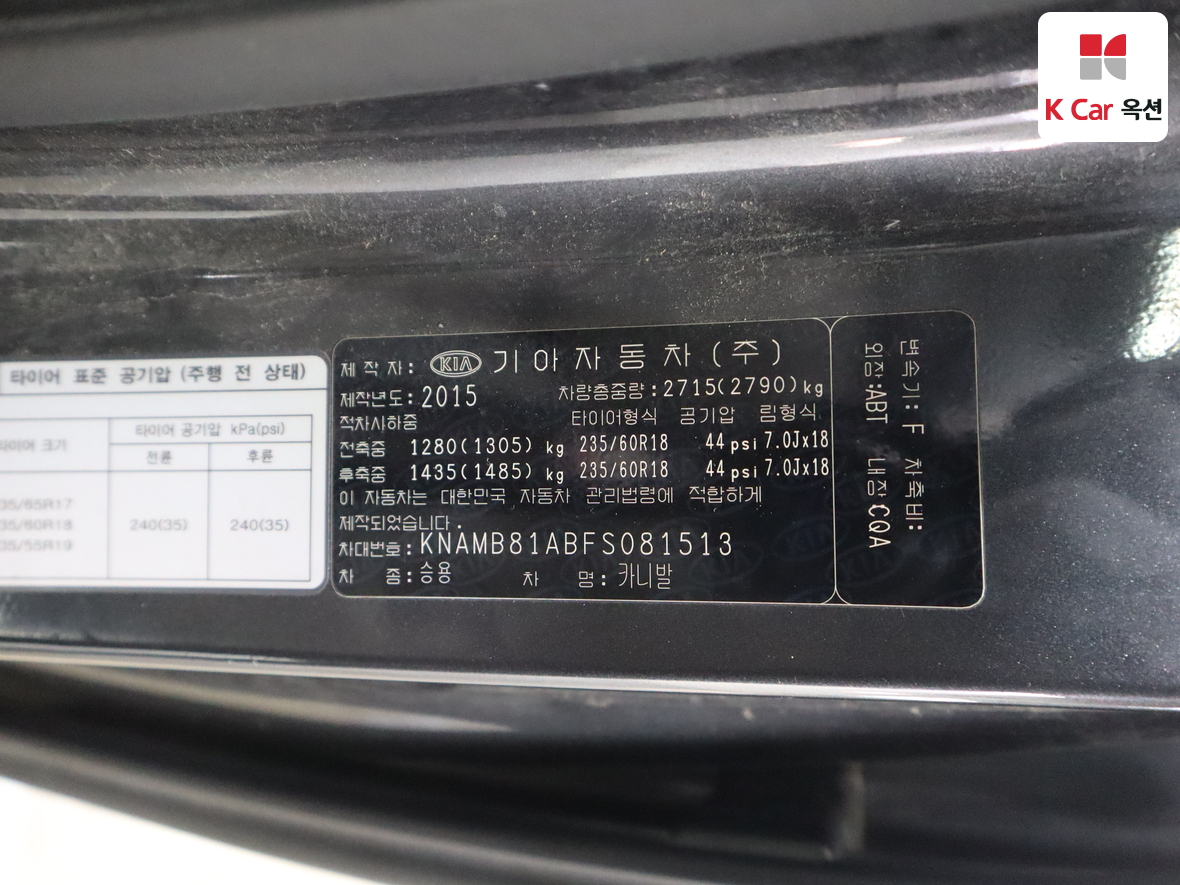 K Car 옥션
타이어 표준 공기압 (주행 전 상태)
타이어 크기
타이어 공기압 kPa(psi)
전륜 후륜
35/65R17
35/60R18 240(35) 240(35)
35/55R19
제작자: KIA 기아자동차(주)
제작년도: 2015 차량총중량: 2715(2790)kg
적차사하중 타이어형식 공기압 림형식
전축중 1280(1305) kg 235/60R18 44psi 7.0Jx18
후축중 1435(1485) kg 235/60R18 44psi 7.0Jx18
이 자동차는 대한민국 자동차 관리법령에 적합하게
제작되었습니다.
차대번호: KNAMB81ABFS081513
차 종: 승용 차 명: 카니발
변속기: F 차축비:
외장:ABT 내장:CQA